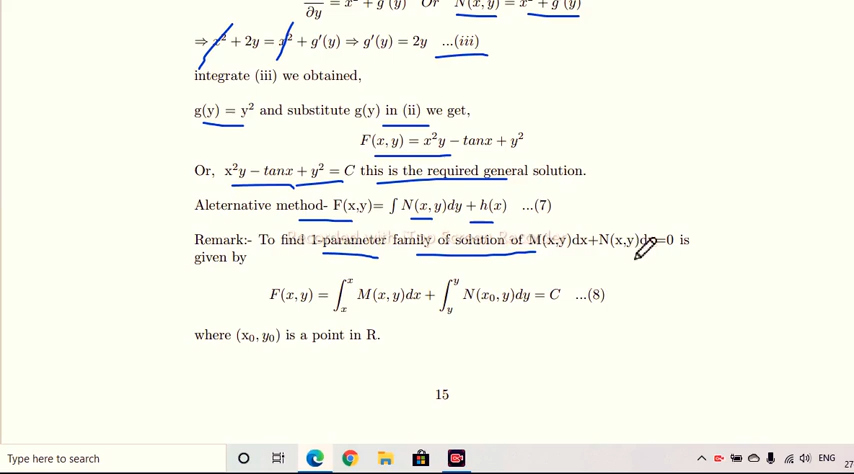 ∂y = x² + g'(y) Or N(x, y) = x² + g'(y)
⇒ x² + 2y = x² + g′(y) ⇒ g′(y) = 2y ...(iii)
integrate (iii) we obtained,
g(y) = y² and substitute g(y) in (ii) we get,
F(x, y) = x²y − tanx + y²
Or, x²y − tanx + y² = C this is the required general solution.
Aleternative method- F(x,y)= ∫ N(x, y)dy + h(x) ...(7)
Remark:- To find 1-parameter family of solution of M(x,y)dx+N(x,y)dy=0 is
given by
F(x, y) = ∫ₓˣ M(x, y)dx + ∫ᵧʸ N(x₀, y)dy = C ...(8)
where (x₀, y₀) is a point in R.
15
Type here to search
ENG
27